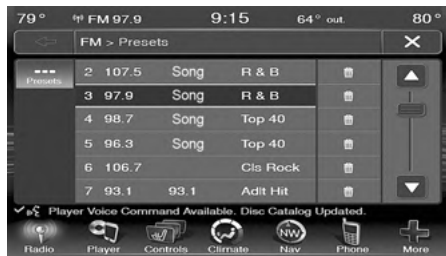 79° FM 97.9 9:15 64° out. 80°
FM > Presets
Presets
2 107.5 Song R & B
3 97.9 Song R & B
4 98.7 Song Top 40
5 96.3 Song Top 40
6 106.7 Cls Rock
7 93.1 93.1 Adlt Hit
Player Voice Command Available. Disc Catalog Updated.
Radio Player Controls Climate NW Nav Phone More